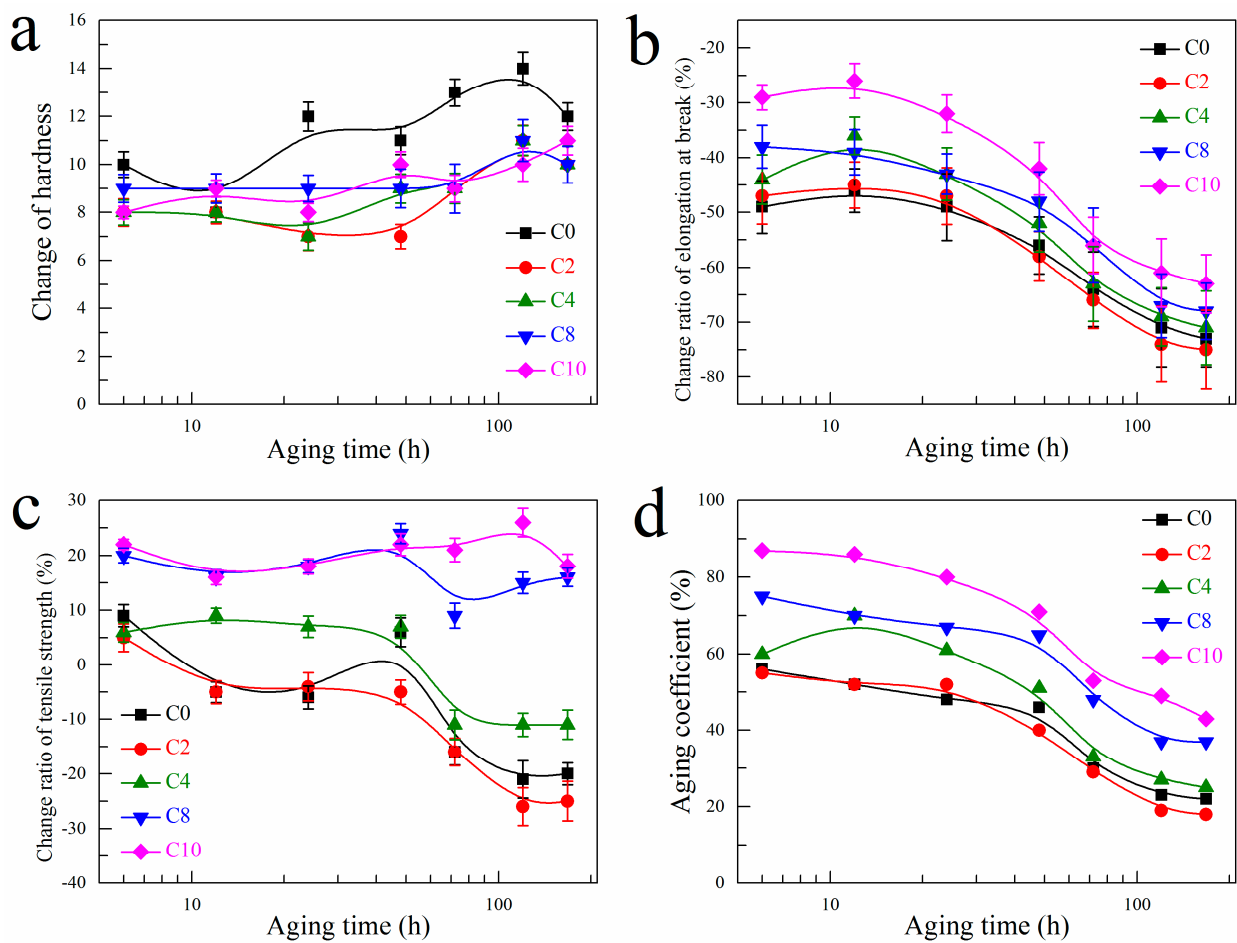 a
16
14
12
10
8
6
4
2
0
Change of hardness
C0
C2
C4
C8
C10
10
100
Aging time (h)
b
-20
-30
-40
-50
-60
-70
-80
Change ratio of elongation at break (%)
C0
C2
C4
C8
C10
10
100
Aging time (h)
c
30
20
10
0
-10
-20
-30
-40
Change ratio of tensile strength (%)
C0
C2
C4
C8
C10
10
100
Aging time (h)
d
100
80
60
40
20
0
Aging coefficient (%)
C0
C2
C4
C8
C10
10
100
Aging time (h)